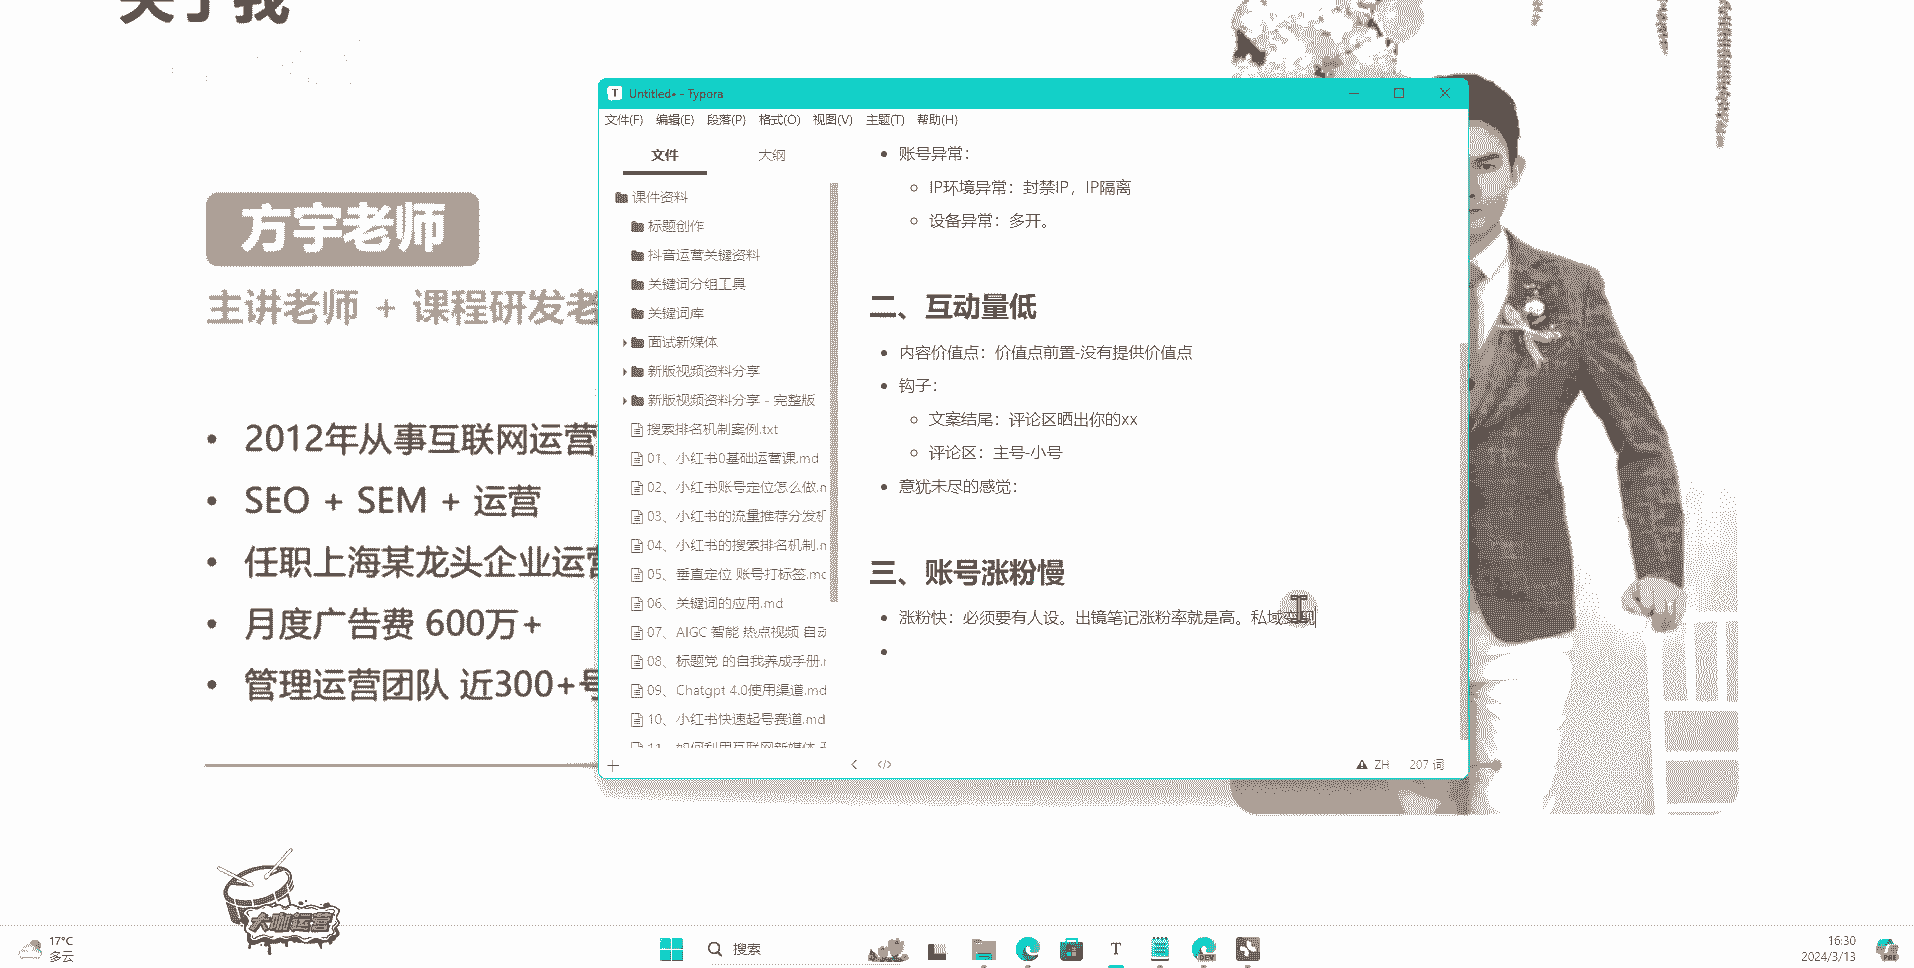 关于我
方宇老师
主讲老师 + 课程研发老
• 2012年从事互联网运营
• SEO + SEM + 运营
• 任职上海某龙头企业运营
• 月度广告费 600万+
• 管理运营团队 近300+号
大咖运营
T Untitled• - Typora
文件(F) 编辑(E) 段落(P) 格式(O) 视图(V) 主题(T) 帮助(H)
文件 大纲
课件资料
标题创作
抖音运营关键资料
关键词分组工具
关键词库
面试新媒体
新版视频资料分享
新版视频资料分享 - 完整版
搜索排名机制案例.txt
01、小红书0基础运营课.md
02、小红书账号定位怎么做.m
03、小红书的流量推荐分发机
04、小红书的搜索排名机制.m
05、垂直定位 账号打标签.md
06、关键词的应用.md
07、AIGC 智能 热点视频 自动
08、标题党 的自我养成手册.m
09、Chatgpt 4.0使用渠道.md
10、小红书快速起号赛道.md
11、如何利用互联网新媒体
• 账号异常：
IP环境异常：封禁IP，IP隔离
设备异常：多开。
二、互动量低
• 内容价值点：价值点前置-没有提供价值点
• 钩子：
文案结尾：评论区晒出你的xx
评论区：主号-小号
• 意犹未尽的感觉：
三、账号涨粉慢
• 涨粉快：必须要有人设。出镜笔记涨粉率就是高。私域变现
•
ZH 207 词
17°C
多云
搜索
T
DEV
16:30
2024/3/13
PRE